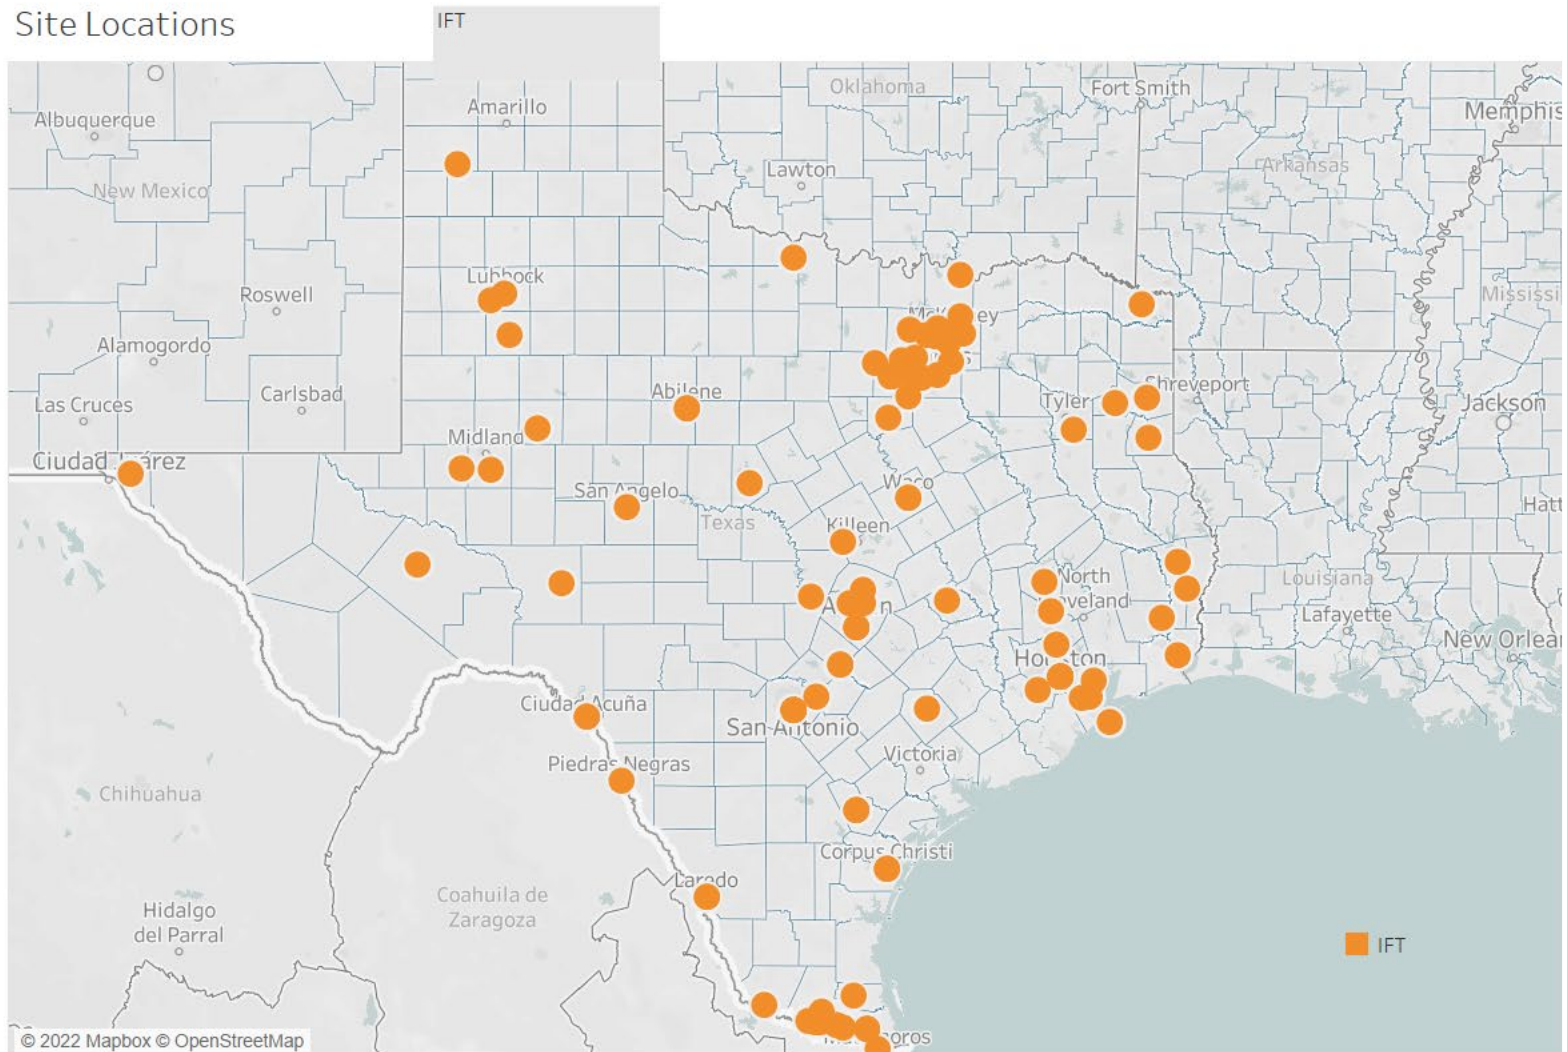 Site Locations
IFT
Amarillo
Oklahoma
Fort Smith
Memphis
Albuquerque
Lawton
Arkansas
New Mexico
Lubbock
Roswell
Mississi
Alamogordo
Carlsbad
Abilene
Tyler
Shreveport
Las Cruces
Jackson
Midland
Ciudad Juárez
San Angelo
Waco
Hatt
Texas
Killeen
North
Louisiana
Lafayette
New Orlea
Houston
Ciudad Acuña
San Antonio
Victoria
Piedras Negras
Chihuahua
Corpus Christi
Laredo
Coahuila de
Zaragoza
Hidalgo
del Parral
IFT
© 2022 Mapbox © OpenStreetMap